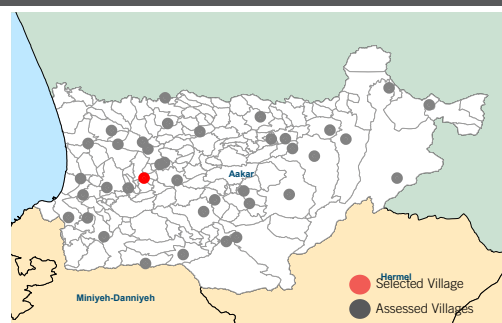 Aakar
Hermel
Selected Village
Miniyeh-Danniyeh
Assessed Villages